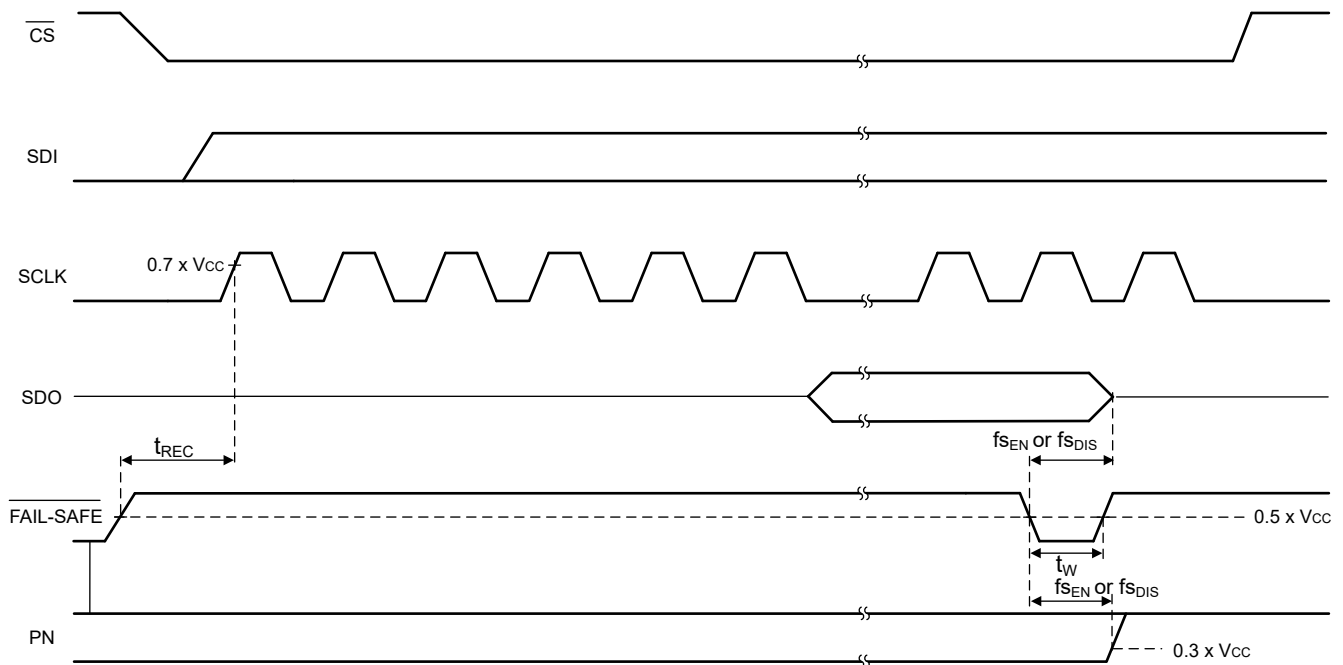 CS
SDI
0.7 x VCC
SCLK
SDO
tREC
fsEN or fsDIS
FAIL-SAFE
0.5 x VCC
tW
fsEN or fsDIS
PN
0.3 x VCC